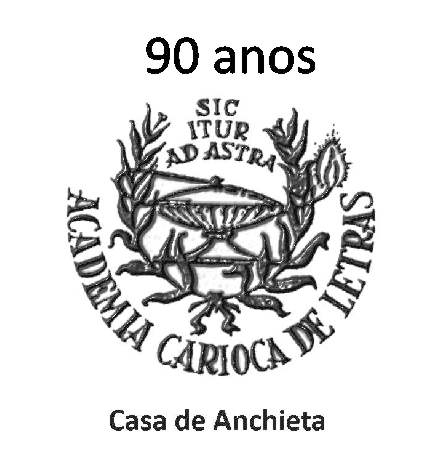 90 anos
SIC
ITUR
AD ASTRA
ACADEMIA CARIOCA DE LETRAS
Casa de Anchieta